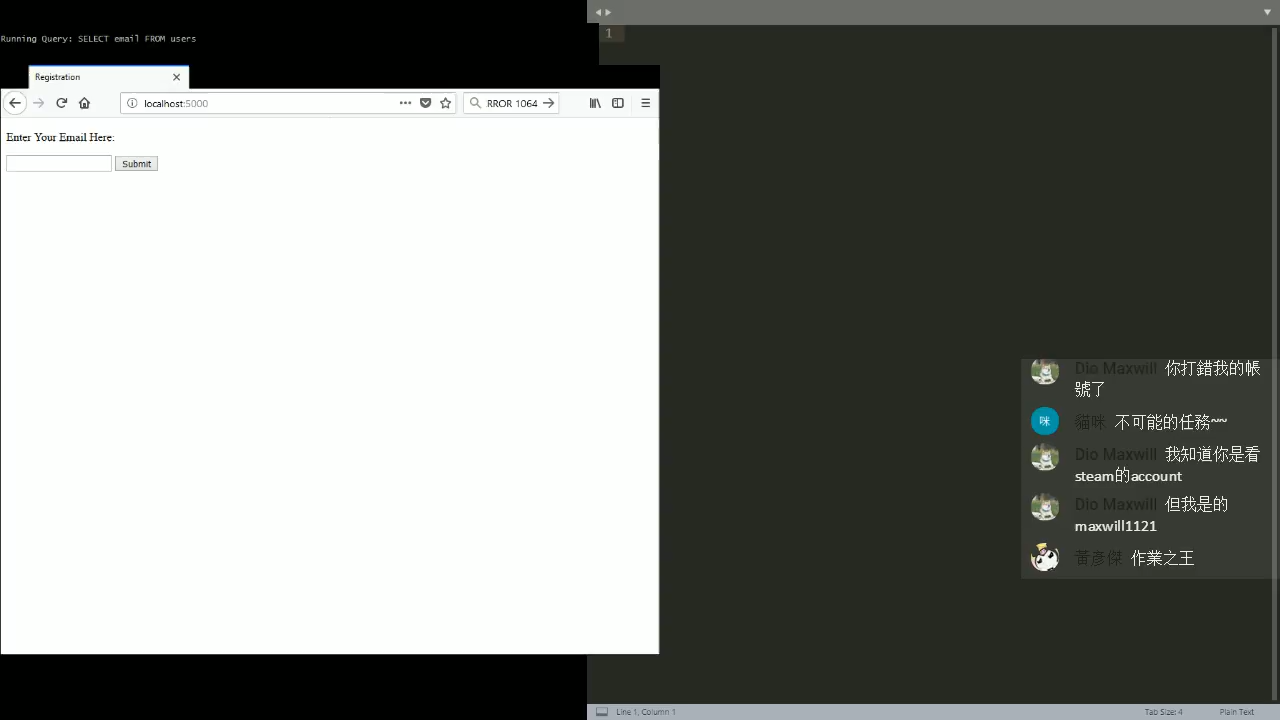 Running Query: SELECT email FROM users
1
Registration
localhost:5000
RROR 1064
Enter Your Email Here:
Submit
Dio Maxwill 你打錯我的帳
號了
咪
貓咪 不可能的任務~~
Dio Maxwill 我知道你是看
steam的account
Dio Maxwill 但我是的
maxwill1121
黃彥傑 作業之王
Line 1, Column 1
Tab Size: 4
Plain Text